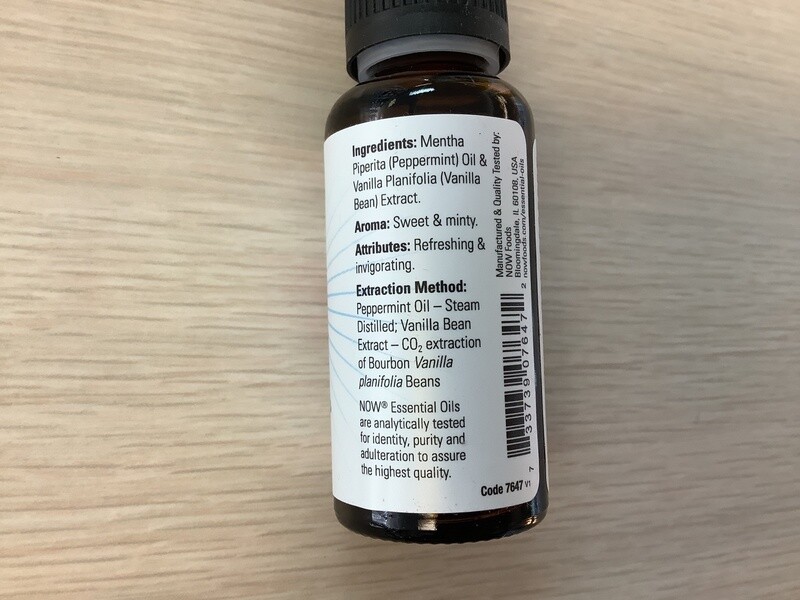 Ingredients: Mentha
Piperita (Peppermint) Oil &
Vanilla Planifolia (Vanilla
Bean) Extract.
Aroma: Sweet & minty.
Attributes: Refreshing &
invigorating.
Extraction Method:
Peppermint Oil – Steam
Distilled; Vanilla Bean
Extract – CO₂ extraction
of Bourbon Vanilla
planifolia Beans
NOW® Essential Oils
are analytically tested
for identity, purity and
adulteration to assure
the highest quality.
Code 7647 V1
Manufactured & Quality Tested by:
NOW Foods
Bloomingdale, IL 60108, USA
nowfoods.com/essential-oils
7 33739 07647 2